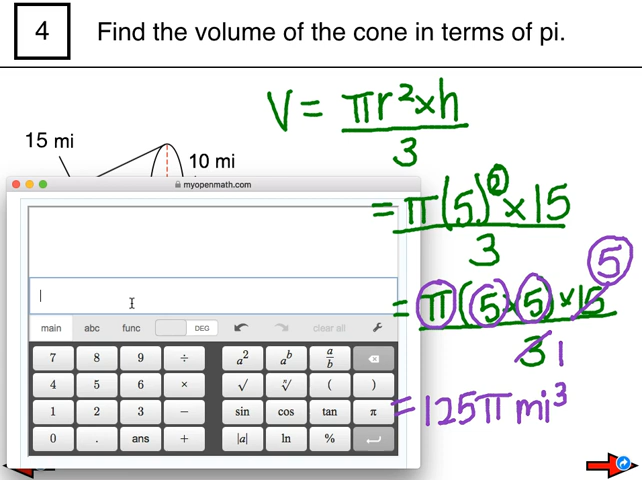 4 Find the volume of the cone in terms of pi.
V = πr²×h
3
15 mi
10 mi
myopenmath.com
= π(5)² ×15
3
5
= π(5×5)×15
3 1
= 125π mi³
main abc func DEG clear all
7 8 9 ÷ a² aᵇ a/b
4 5 6 × √ ⁿ√ ( )
1 2 3 − sin cos tan π
0 . ans + |a| ln %